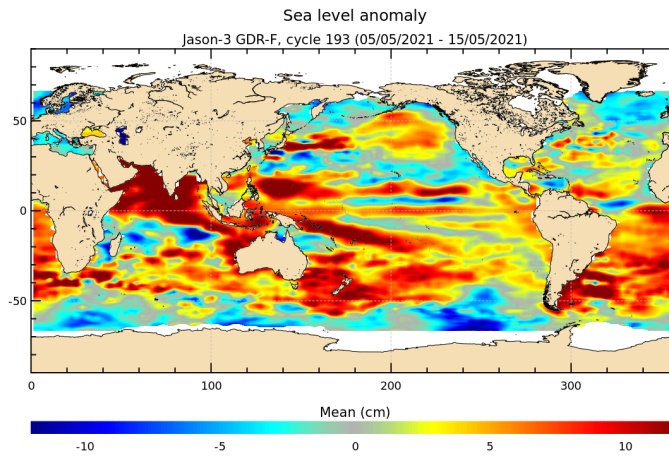 Sea level anomaly
Jason-3 GDR-F, cycle 193 (05/05/2021 - 15/05/2021)
50
0
-50
0 100 200 300
Mean (cm)
-10 -5 0 5 10